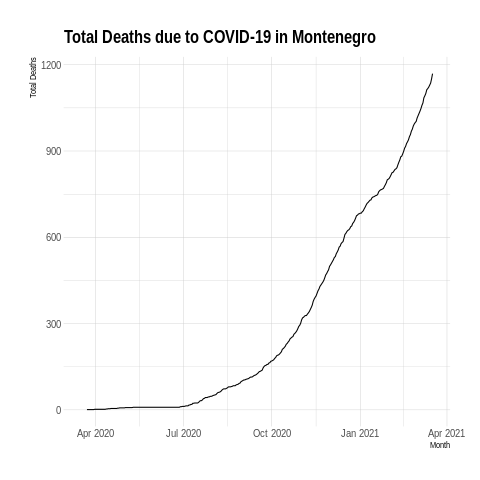 Total Deaths due to COVID-19 in Montenegro
Total Deaths
1200
900
600
300
0
Apr 2020 Jul 2020 Oct 2020 Jan 2021 Apr 2021
Month